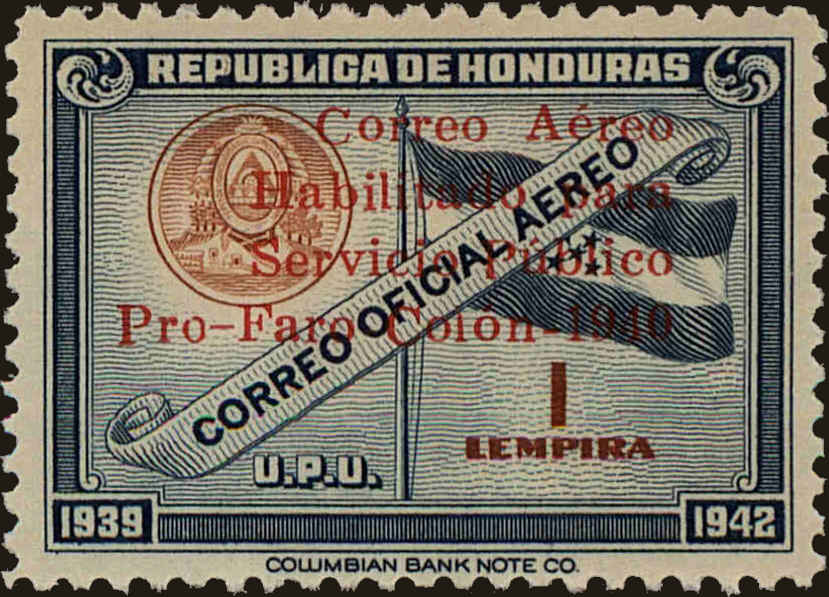 REPUBLICA DE HONDURAS
Correo Aéreo
Habilitado para
Servicio Público
Pro-Faro Colón-1940
CORREO OFICIAL AEREO
1
LEMPIRA
U.P.U.
1939
1942
COLUMBIAN BANK NOTE CO.